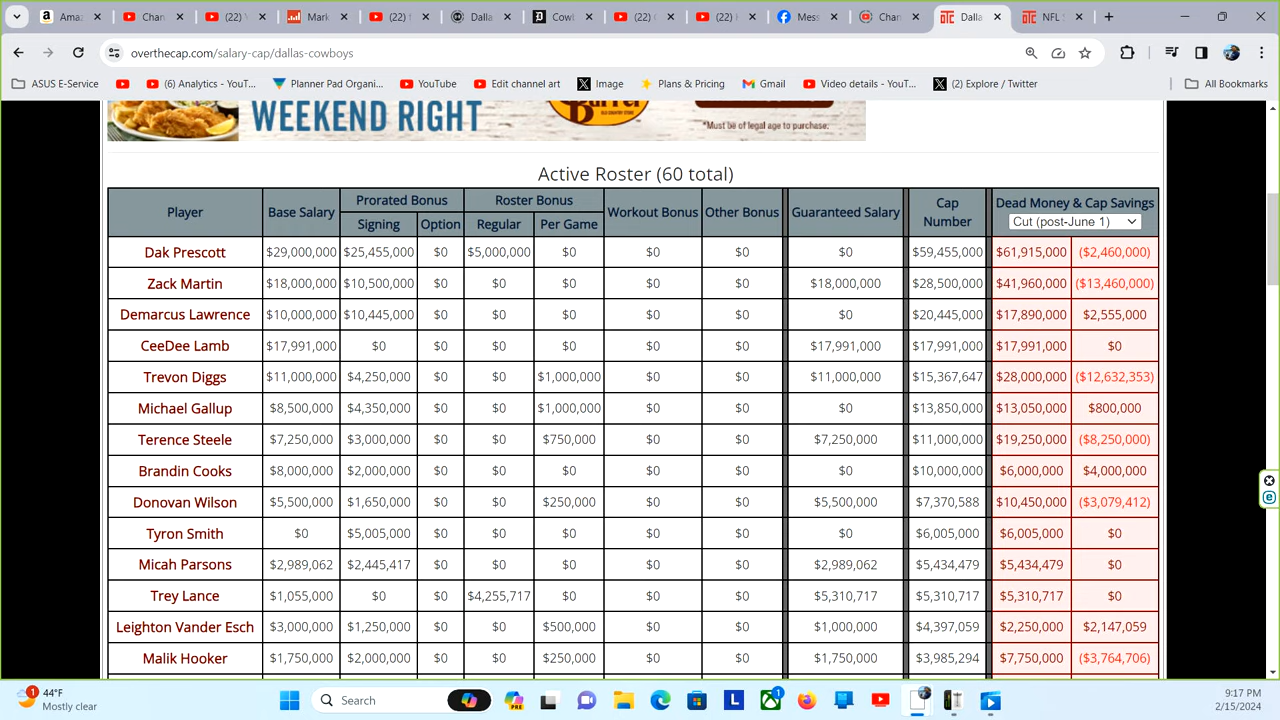 Amaz
Chan
(22) Y
Mark
(22) f
Dalla
Cowl
(22) C
(22) H
Mess
Chan
Dalla
NFL S
overthecap.com/salary-cap/dallas-cowboys
ASUS E-Service
(6) Analytics - YouT...
Planner Pad Organi...
YouTube
Edit channel art
Image
Plans & Pricing
Gmail
Video details - YouT...
(2) Explore / Twitter
All Bookmarks
WEEKEND RIGHT
*Must be of legal age to purchase.
Active Roster (60 total)
Player Base Salary Prorated Bonus Roster Bonus Workout Bonus Other Bonus Guaranteed Salary Cap Number Dead Money & Cap Savings
Signing Option Regular Per Game Cut (post-June 1)
Dak Prescott $29,000,000 $25,455,000 $0 $5,000,000 $0 $0 $0 $0 $59,455,000 $61,915,000 ($2,460,000)
Zack Martin $18,000,000 $10,500,000 $0 $0 $0 $0 $0 $18,000,000 $28,500,000 $41,960,000 ($13,460,000)
Demarcus Lawrence $10,000,000 $10,445,000 $0 $0 $0 $0 $0 $0 $20,445,000 $17,890,000 $2,555,000
CeeDee Lamb $17,991,000 $0 $0 $0 $0 $0 $0 $17,991,000 $17,991,000 $17,991,000 $0
Trevon Diggs $11,000,000 $4,250,000 $0 $0 $1,000,000 $0 $0 $11,000,000 $15,367,647 $28,000,000 ($12,632,353)
Michael Gallup $8,500,000 $4,350,000 $0 $0 $1,000,000 $0 $0 $0 $13,850,000 $13,050,000 $800,000
Terence Steele $7,250,000 $3,000,000 $0 $0 $750,000 $0 $0 $7,250,000 $11,000,000 $19,250,000 ($8,250,000)
Brandin Cooks $8,000,000 $2,000,000 $0 $0 $0 $0 $0 $0 $10,000,000 $6,000,000 $4,000,000
Donovan Wilson $5,500,000 $1,650,000 $0 $0 $250,000 $0 $0 $5,500,000 $7,370,588 $10,450,000 ($3,079,412)
Tyron Smith $0 $5,005,000 $0 $0 $0 $0 $0 $0 $6,005,000 $6,005,000 $0
Micah Parsons $2,989,062 $2,445,417 $0 $0 $0 $0 $0 $2,989,062 $5,434,479 $5,434,479 $0
Trey Lance $1,055,000 $0 $0 $4,255,717 $0 $0 $0 $5,310,717 $5,310,717 $5,310,717 $0
Leighton Vander Esch $3,000,000 $1,250,000 $0 $0 $500,000 $0 $0 $1,000,000 $4,397,059 $2,250,000 $2,147,059
Malik Hooker $1,750,000 $2,000,000 $0 $0 $250,000 $0 $0 $1,750,000 $3,985,294 $7,750,000 ($3,764,706)
1
44°F
Mostly clear
Search
PRE
L
1
9:17 PM
2/15/2024